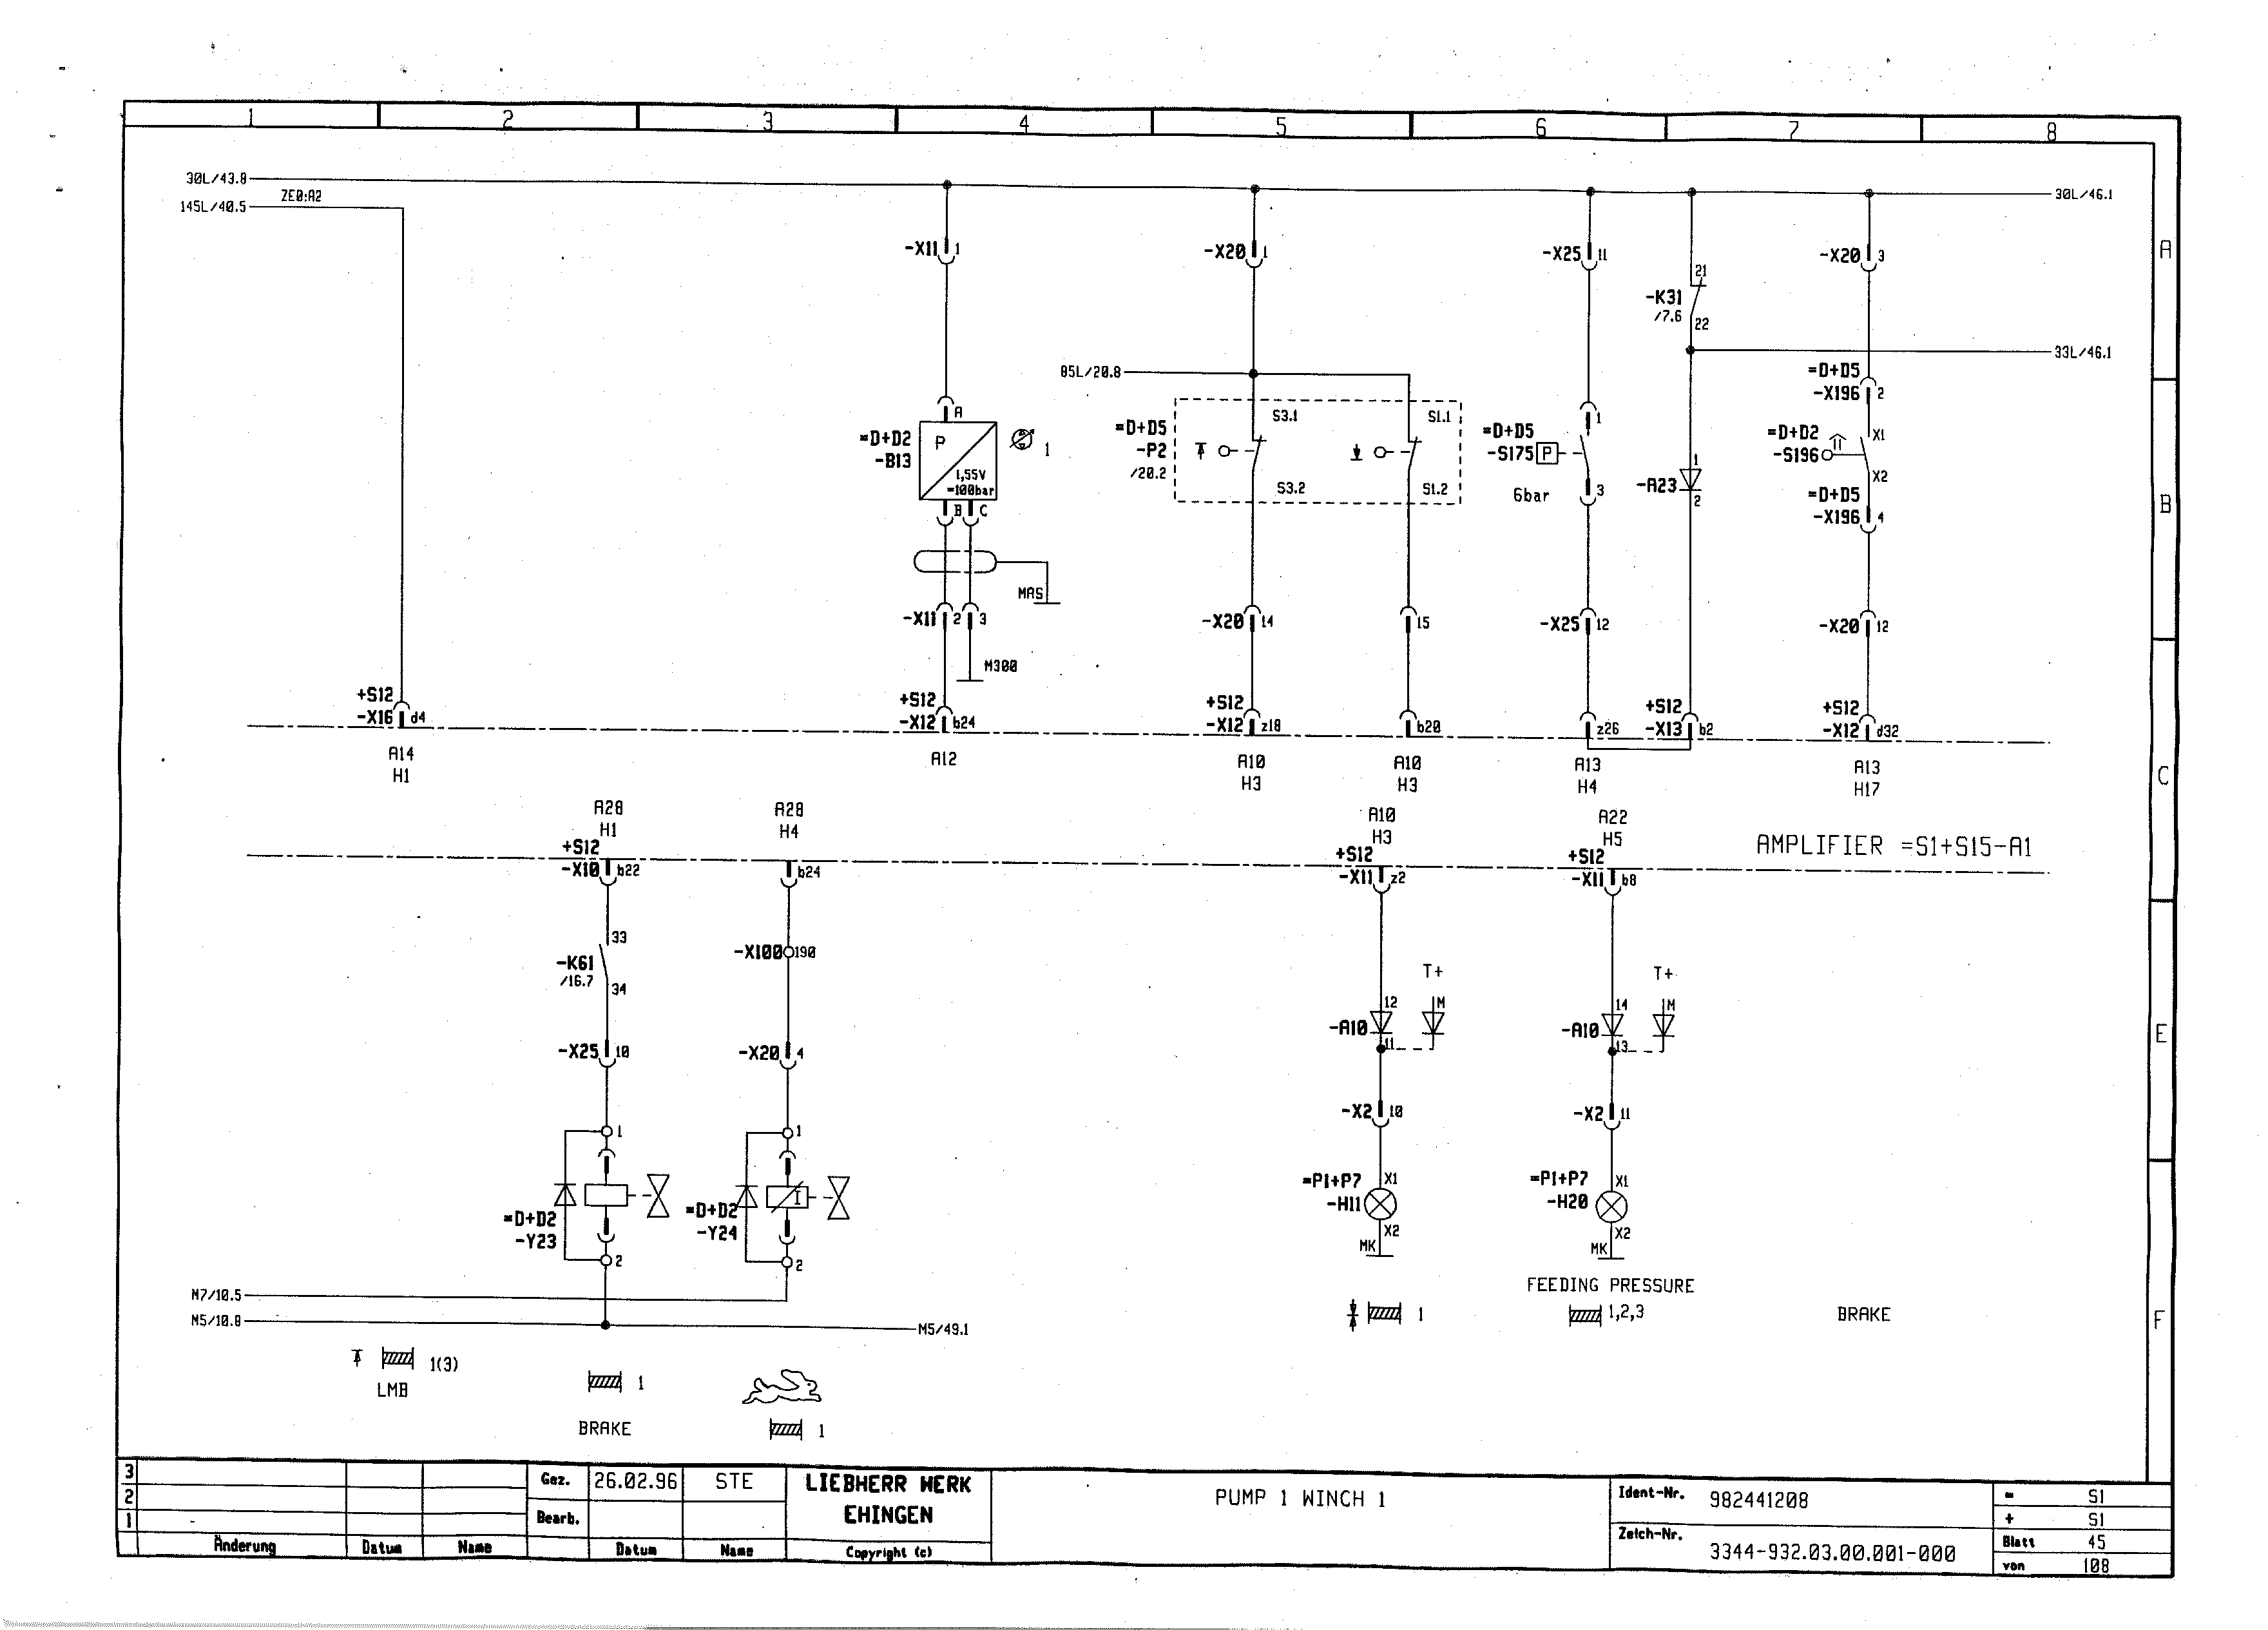 1 2 3 4 5 6 7 8
30L/43.8
ZE0:A2
30L/46.1
145L/40.5
-X11 1
-X20 1
-X25 11
-X20 3
A
21
-K31
/7.6
22
33L/46.1
85L/20.8
=D+D5
-X196 2
A
=D+D2
-B13
P
1,55V
=100bar
1
B C
=D+D5
-P2
/20.2
S3.1
S3.2
S1.1
S1.2
=D+D5
-S175 P
6bar
1
3
-A23
1
2
=D+D2
-S196
X1
X2
=D+D5
-X196 4
B
MAS
-X11 2 3
M300
-X20 14
15
-X25 12
-X20 12
+S12
-X16 d4
+S12
-X12 b24
+S12
-X12 z18
b20
z26
+S12
-X13 b2
+S12
-X12 d32
A14
H1
A12
A10
H3
A10
H3
A13
H4
A13
H17
C
A28
H1
A28
H4
A10
H3
A22
H5
AMPLIFIER =S1+S15-A1
+S12
-X10 b22
b24
+S12
-X11 z2
+S12
-X11 b8
33
-K61
/16.7
34
-X100 190
T+
T+
12
M
-A10
11
14
M
-A10
13
E
-X25 10
-X20 4
-X2 10
-X2 11
1
1
=D+D2
-Y23
2
=D+D2
-Y24
I
2
=P1+P7
-H11
X1
X2
MK
=P1+P7
-H20
X1
X2
MK
M7/10.5
M5/10.8
M5/49.1
FEEDING PRESSURE
1
1,2,3
BRAKE
F
1(3)
LMB
1
BRAKE
1
3
2
1
Änderung
Datum
Name
Gez. 26.02.96 STE
Bearb.
Datum
Name
LIEBHERR WERK
EHINGEN
Copyright (c)
PUMP 1 WINCH 1
Ident-Nr. 982441208
Zeich-Nr. 3344-932.03.00.001-000
= S1
+ S1
Blatt 45
von 108